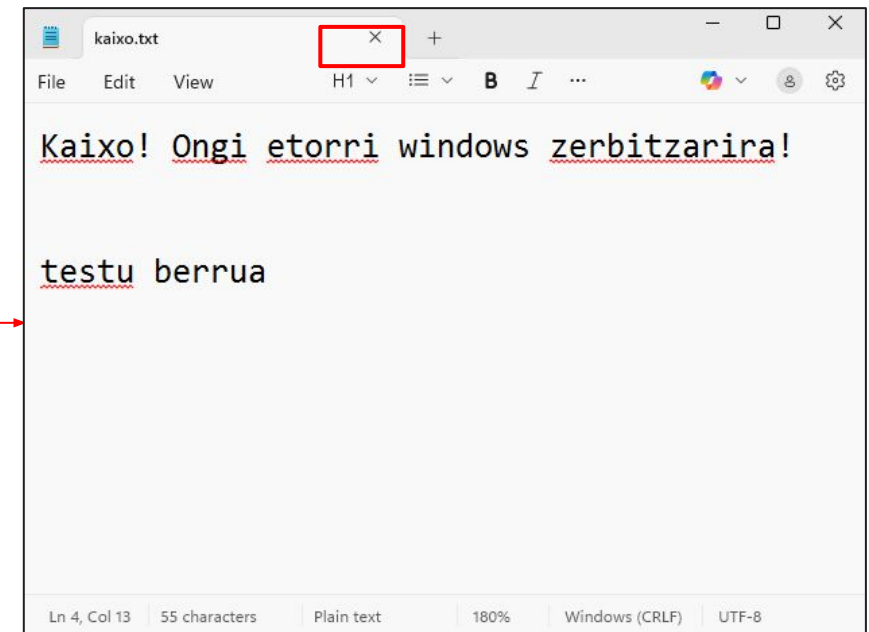 kaixo.txt
File Edit View H1 B I ...
Kaixo! Ongi etorri windows zerbitzarira!
testu berrua
Ln 4, Col 13 55 characters Plain text 180% Windows (CRLF) UTF-8